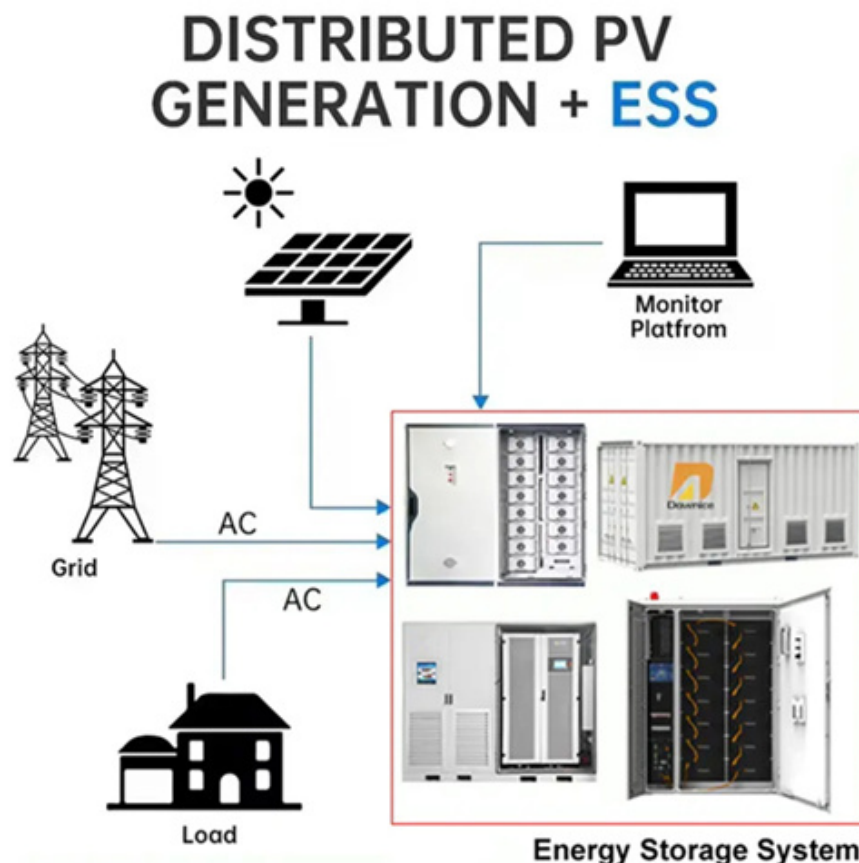 DISTRIBUTED PV
GENERATION + ESS
Monitor
Platfrom
AC
Grid
AC
Load
Energy Storage System